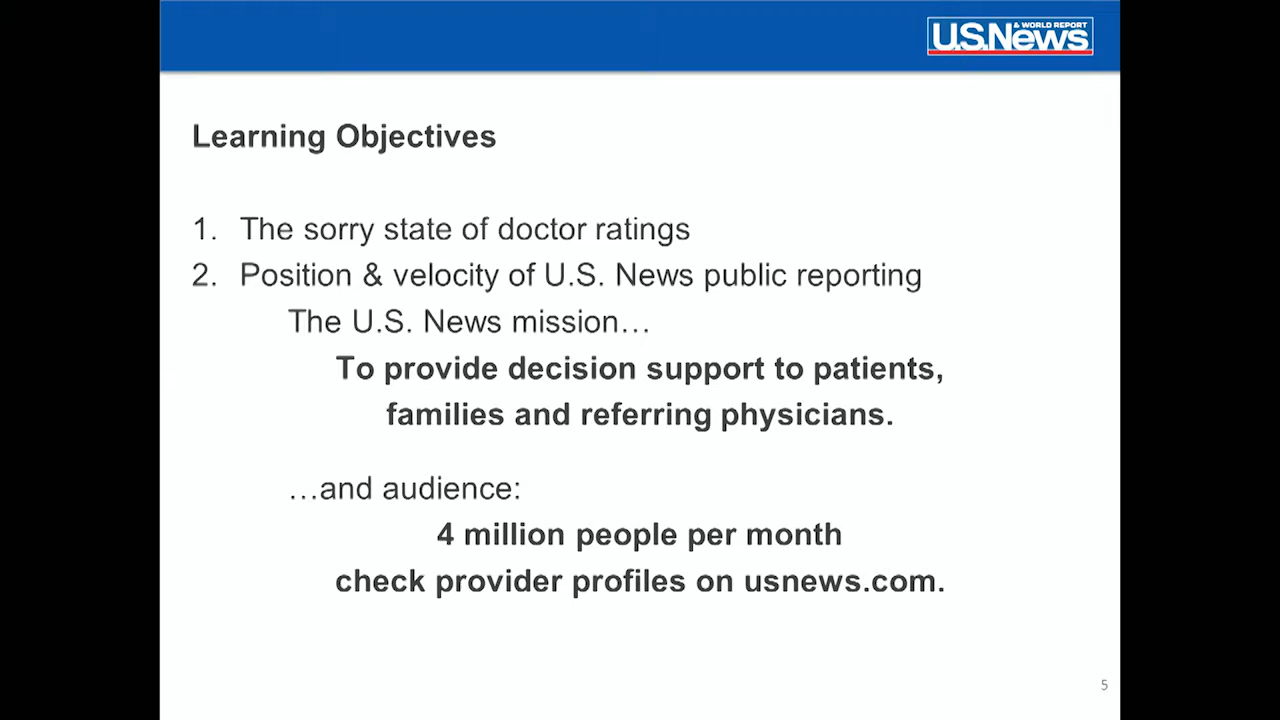 & WORLD REPORT
U.S.News
Learning Objectives
1. The sorry state of doctor ratings
2. Position & velocity of U.S. News public reporting
The U.S. News mission…
To provide decision support to patients,
families and referring physicians.
…and audience:
4 million people per month
check provider profiles on usnews.com.
5